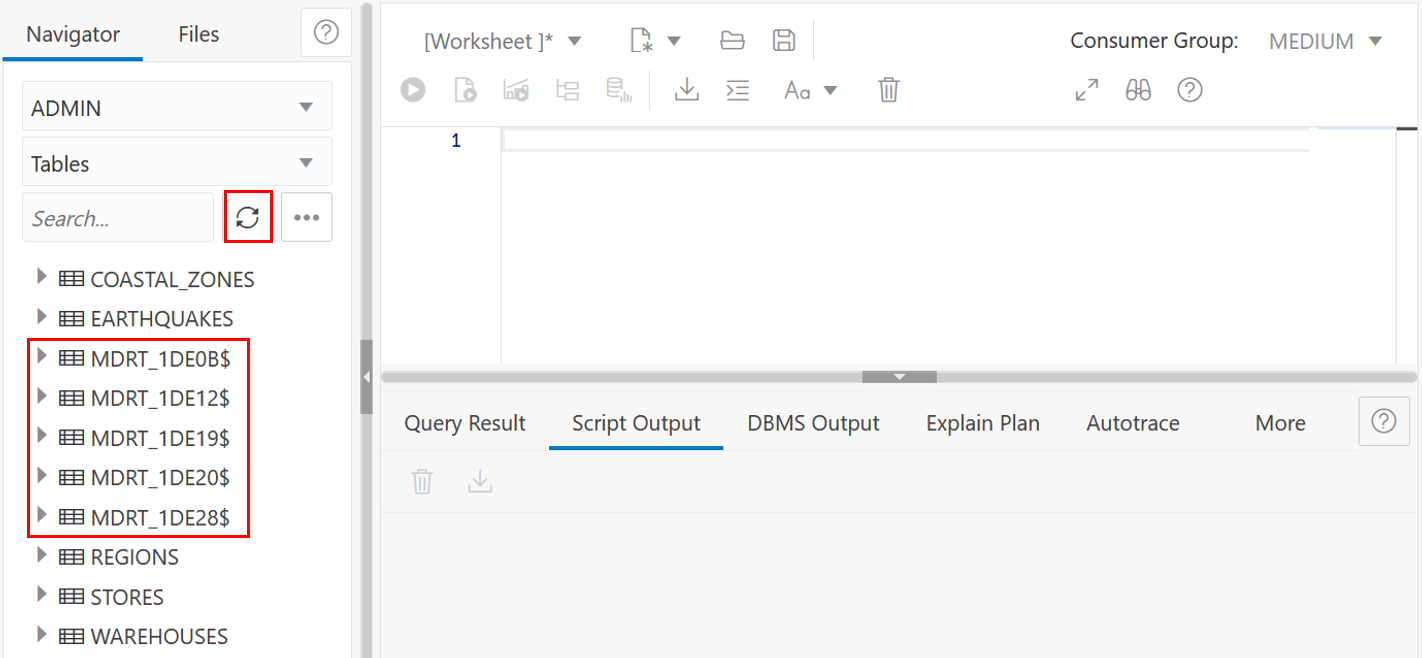 Navigator
Files
ADMIN
Tables
Search...
COASTAL_ZONES
EARTHQUAKES
MDRT_1DE0B$
MDRT_1DE12$
MDRT_1DE19$
MDRT_1DE20$
MDRT_1DE28$
REGIONS
STORES
WAREHOUSES
[Worksheet ]*
Consumer Group: MEDIUM
Aa
1
Query Result
Script Output
DBMS Output
Explain Plan
Autotrace
More